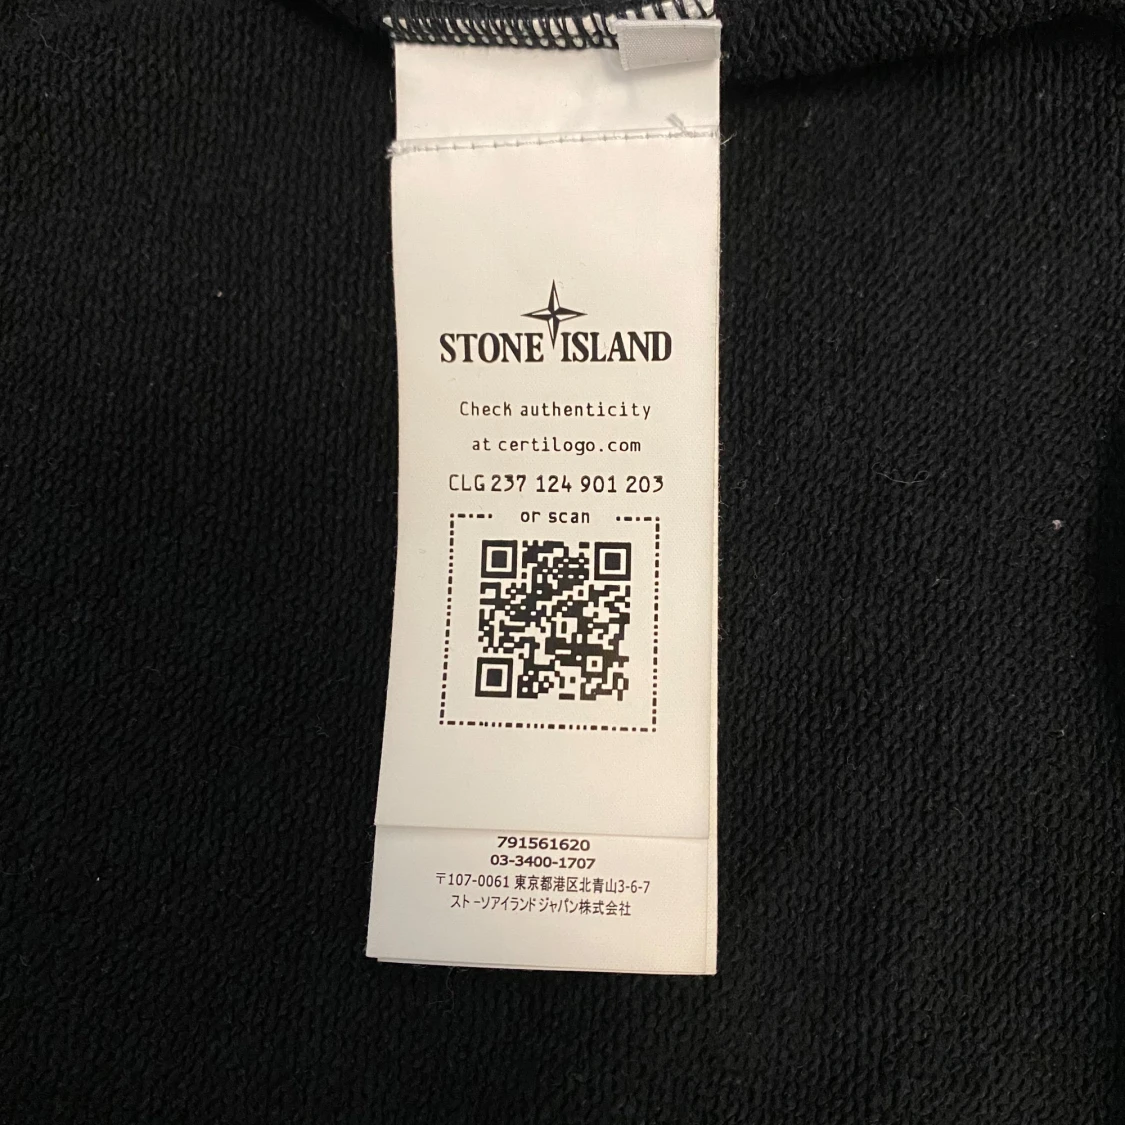 STONE ISLAND
Check authenticity
at certilogo.com
CLG 237 124 901 203
or scan
791561620
03-3400-1707
〒107-0061 東京都港区北青山3-6-7
ストーソアイランドジャパン株式会社